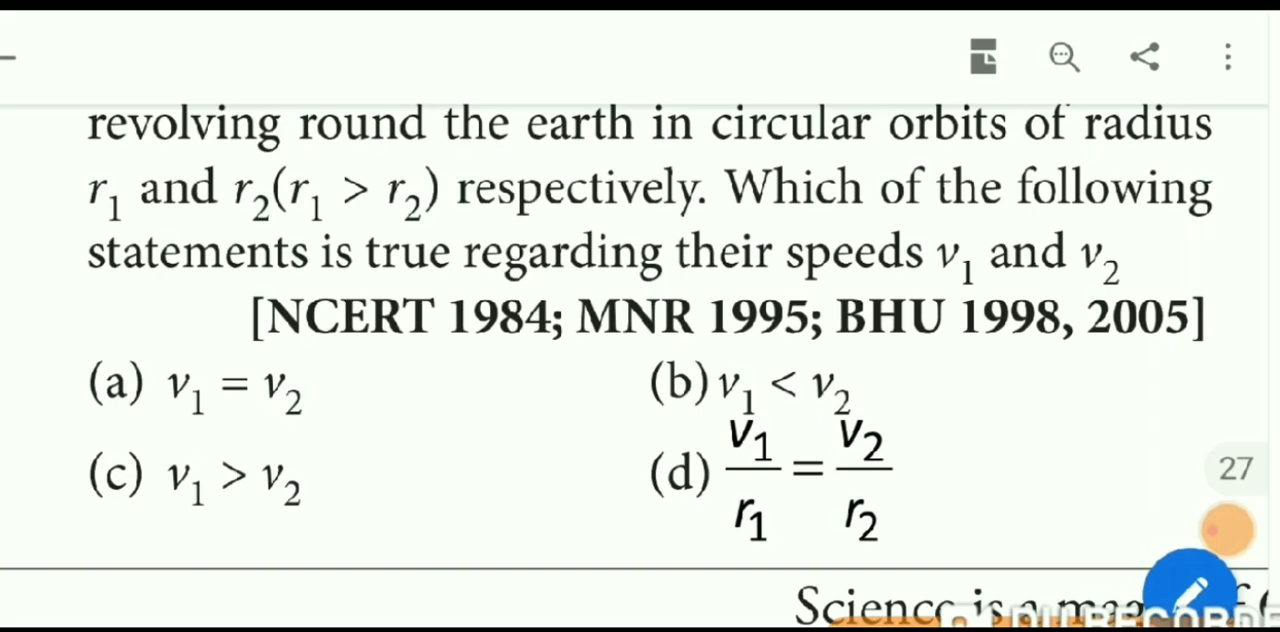 revolving round the earth in circular orbits of radius
r₁ and r₂(r₁ > r₂) respectively. Which of the following
statements is true regarding their speeds v₁ and v₂
[NCERT 1984; MNR 1995; BHU 1998, 2005]
(a) v₁ = v₂ (b) v₁ < v₂
(c) v₁ > v₂ (d) v₁/r₁ = v₂/r₂
27
Science is a